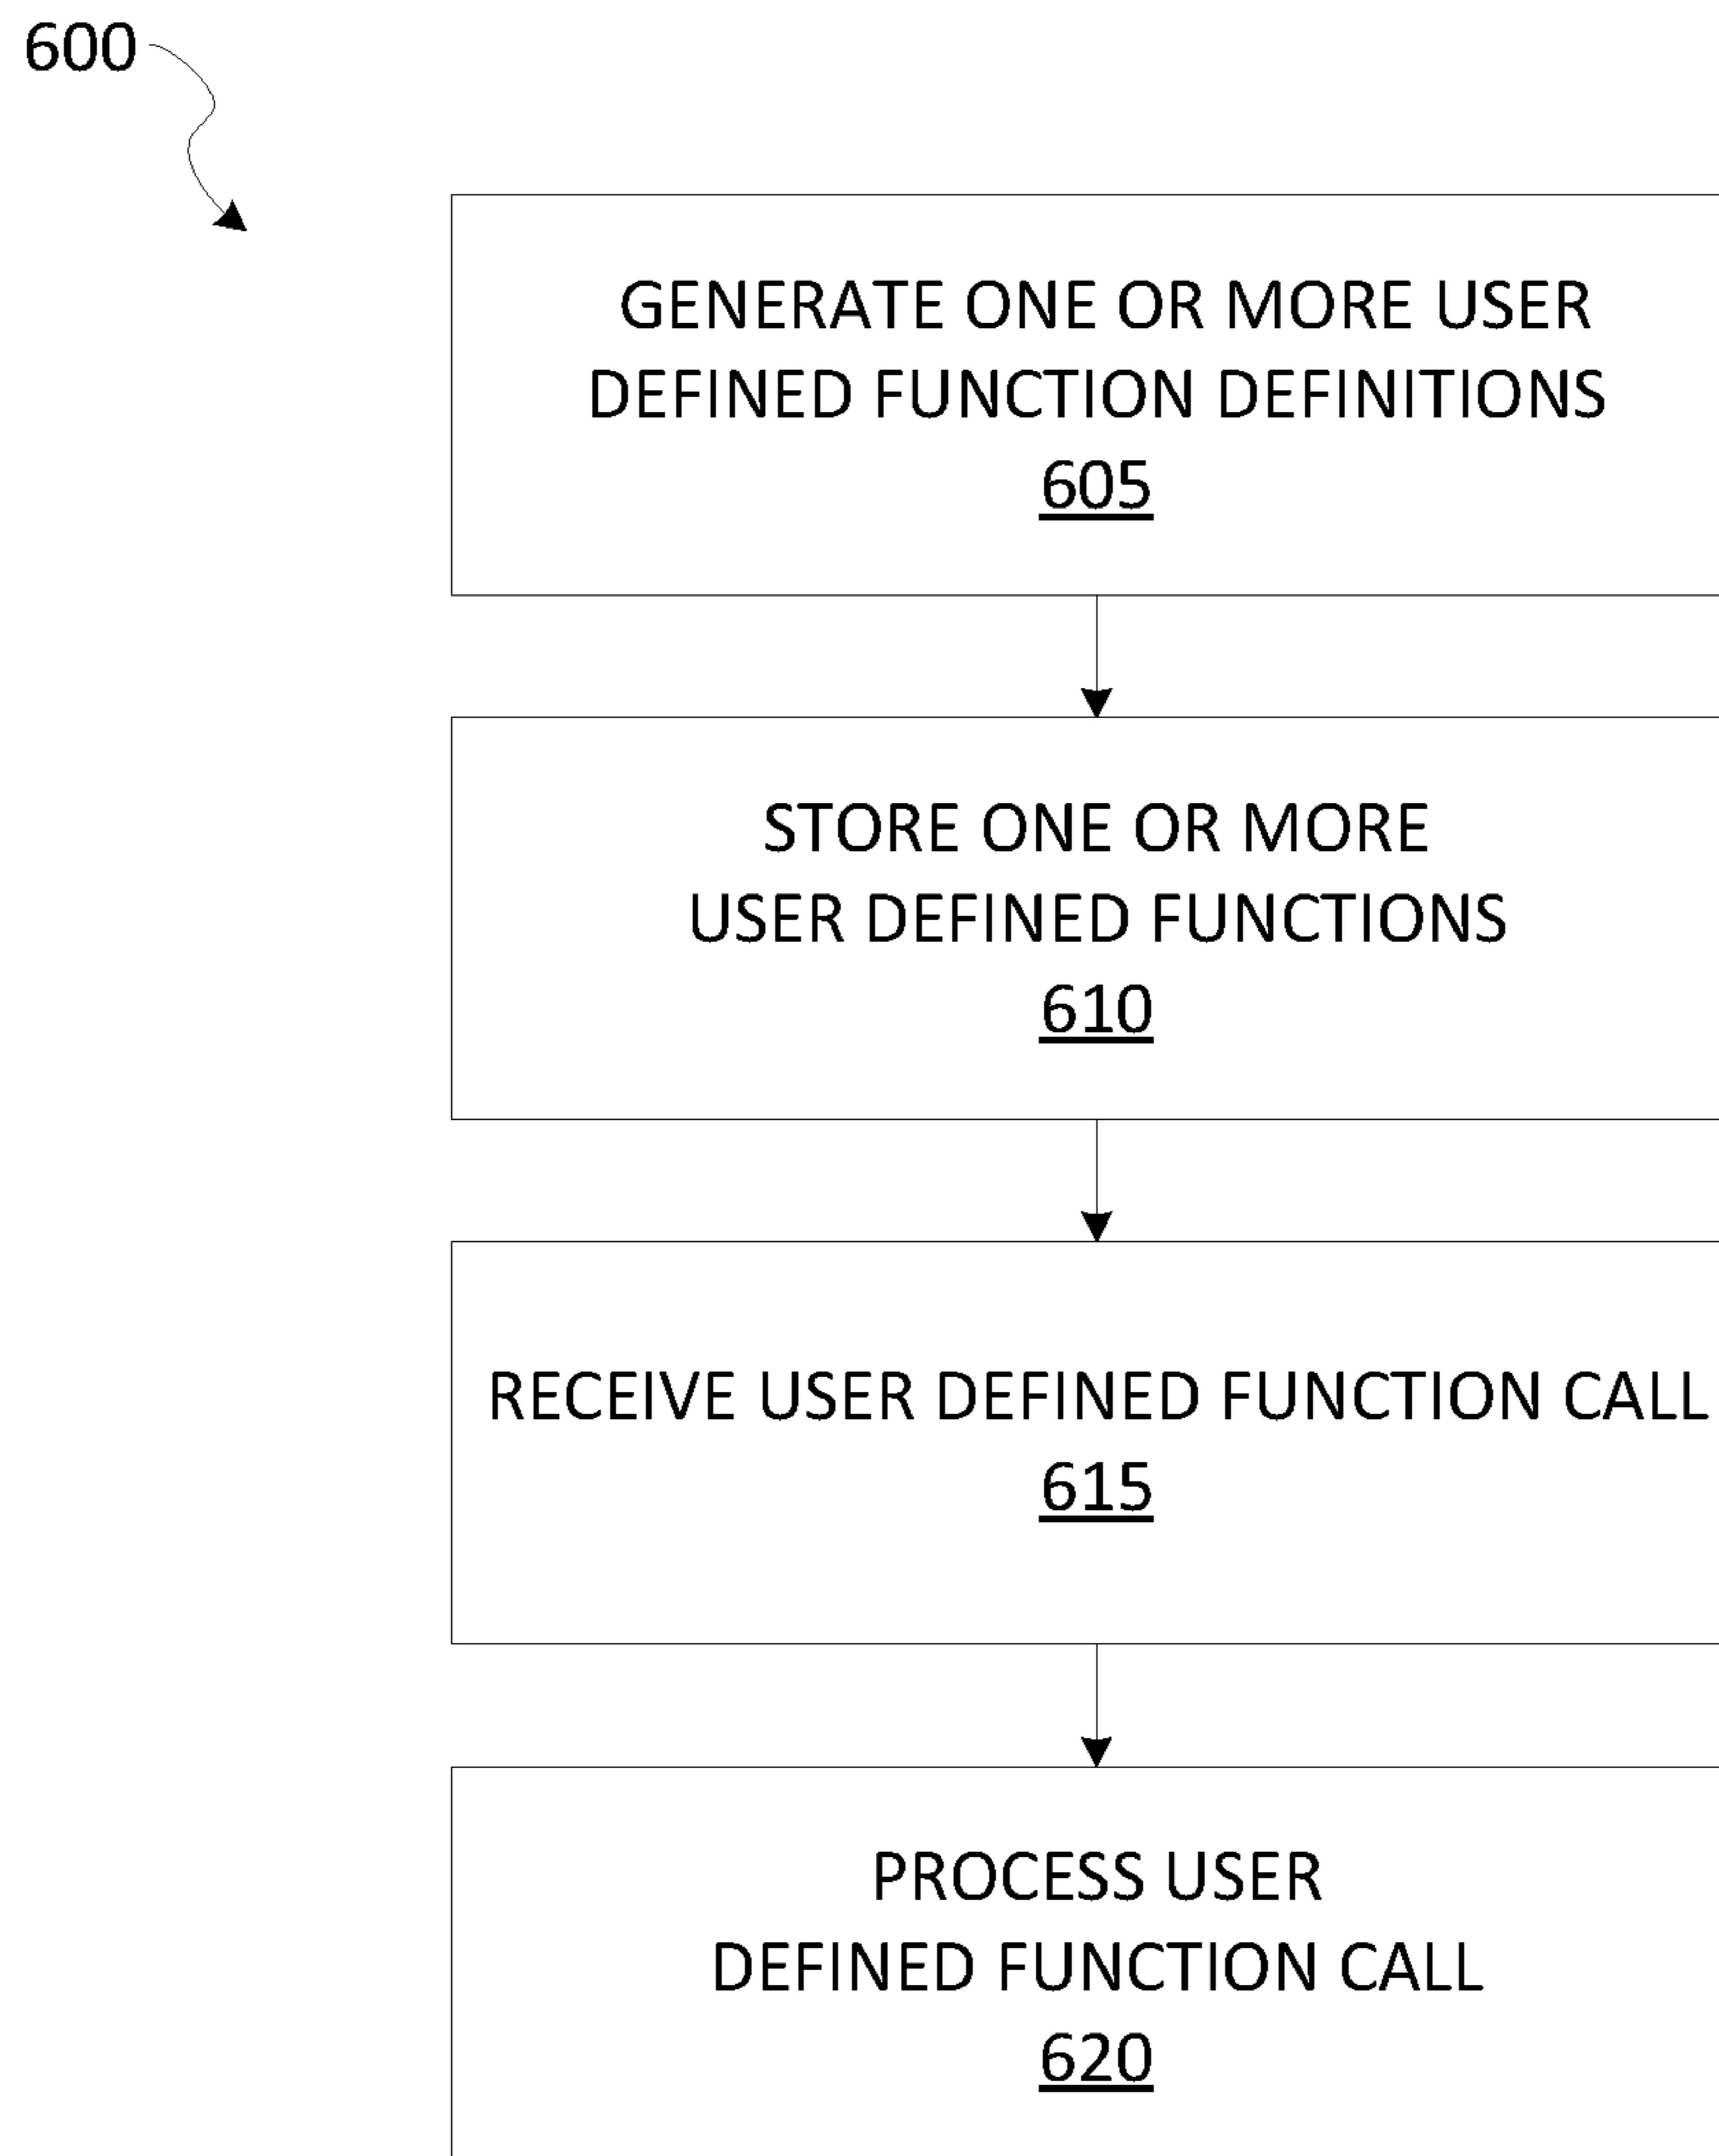 600
GENERATE ONE OR MORE USER
DEFINED FUNCTION DEFINITIONS
605
STORE ONE OR MORE
USER DEFINED FUNCTIONS
610
RECEIVE USER DEFINED FUNCTION CALL
615
PROCESS USER
DEFINED FUNCTION CALL
620